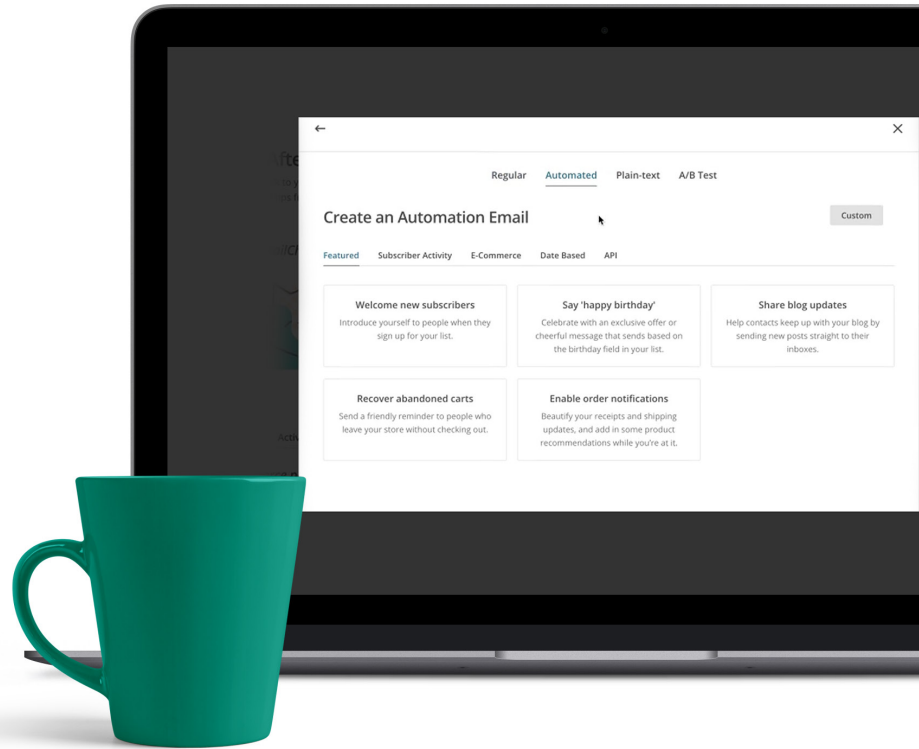 Regular Automated Plain-text A/B Test
Create an Automation Email
Custom
Featured Subscriber Activity E-Commerce Date Based API
Welcome new subscribers
Introduce yourself to people when they
sign up for your list.
Say 'happy birthday'
Celebrate with an exclusive offer or
cheerful message that sends based on
the birthday field in your list.
Share blog updates
Help contacts keep up with your blog by
sending new posts straight to their
inboxes.
Recover abandoned carts
Send a friendly reminder to people who
leave your store without checking out.
Enable order notifications
Beautify your receipts and shipping
updates, and add in some product
recommendations while you're at it.